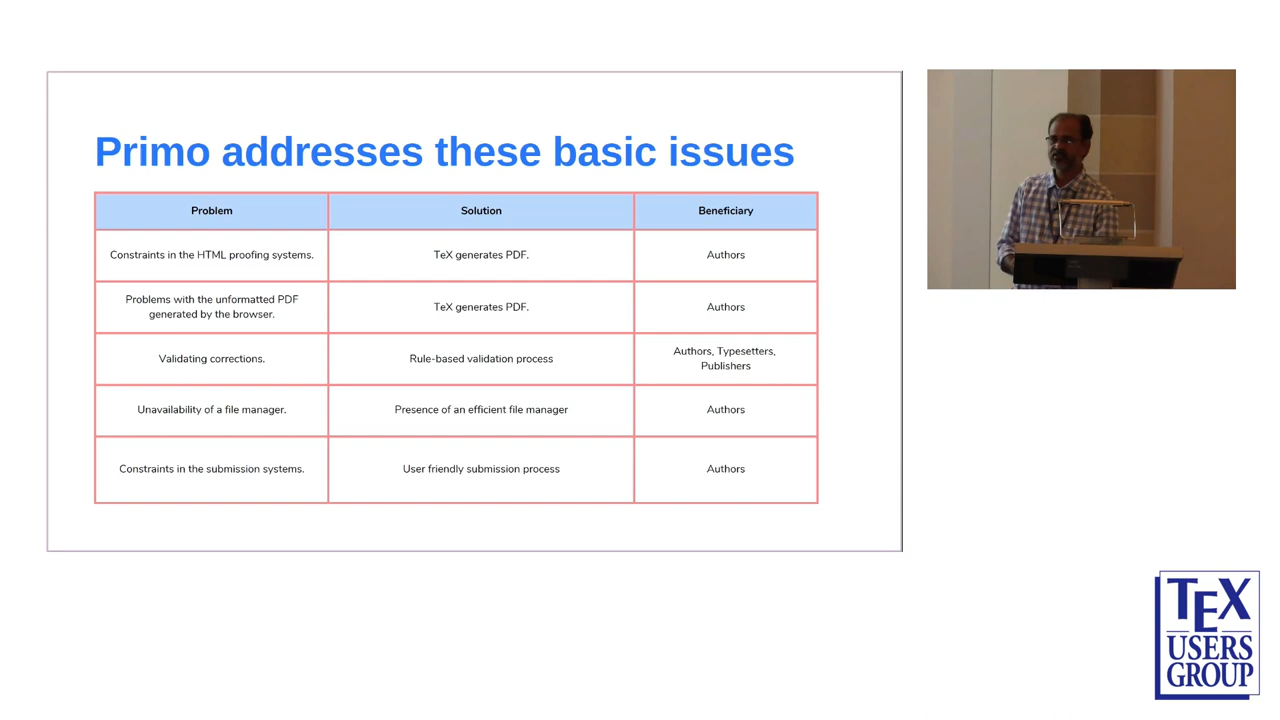 Primo addresses these basic issues
Problem
Solution
Beneficiary
Constraints in the HTML proofing systems.
TeX generates PDF.
Authors
Problems with the unformatted PDF
generated by the browser.
TeX generates PDF.
Authors
Validating corrections.
Rule-based validation process
Authors, Typesetters,
Publishers
Unavailability of a file manager.
Presence of an efficient file manager
Authors
Constraints in the submission systems.
User friendly submission process
Authors
TEX
USERS
GROUP